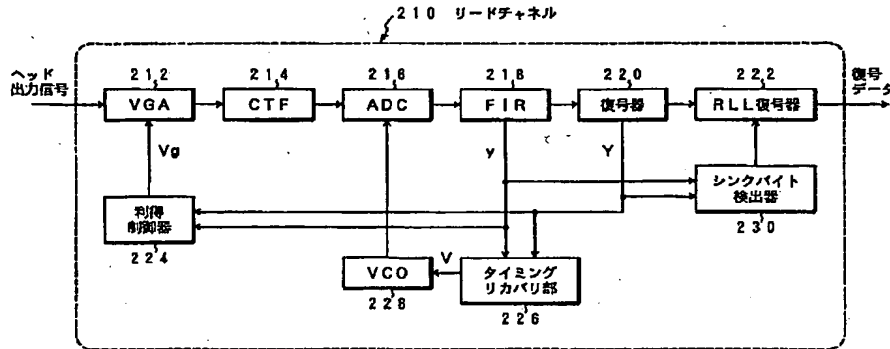 210 リードチャネル
ヘッド
出力信号
212
214
216
218
220
222
復号
データ
VGA
CTF
ADC
FIR
復号器
RLL復号器
Vg
y
Y
シンクバイト
検出器
230
利得
制御器
224
VCO
228
V
タイミング
リカバリ部
226